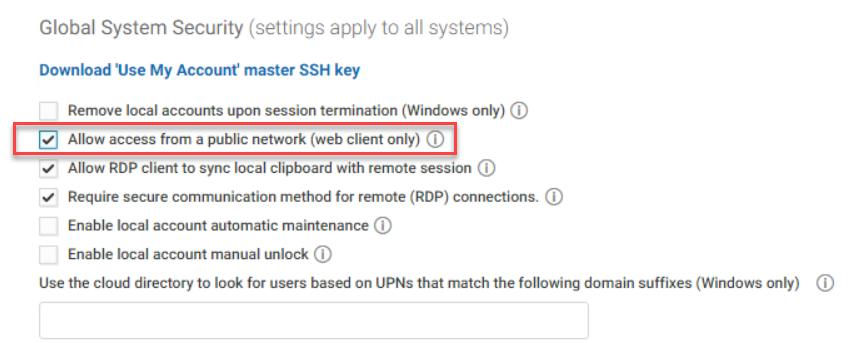 Global System Security (settings apply to all systems)
Download 'Use My Account' master SSH key
Remove local accounts upon session termination (Windows only)
Allow access from a public network (web client only)
Allow RDP client to sync local clipboard with remote session
Require secure communication method for remote (RDP) connections.
Enable local account automatic maintenance
Enable local account manual unlock
Use the cloud directory to look for users based on UPNs that match the following domain suffixes (Windows only)